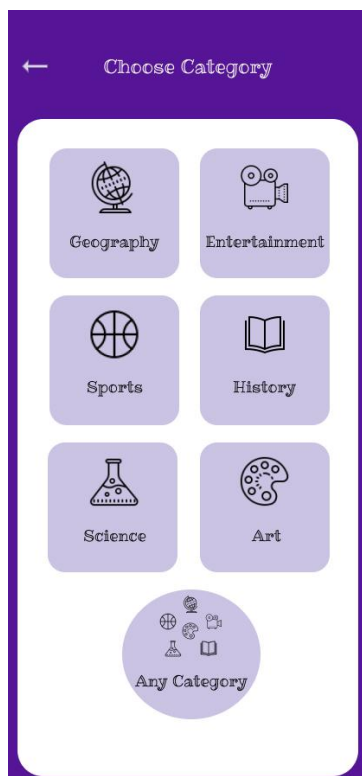 Choose Category
Geography
Entertainment
Sports
History
Science
Art
Any Category